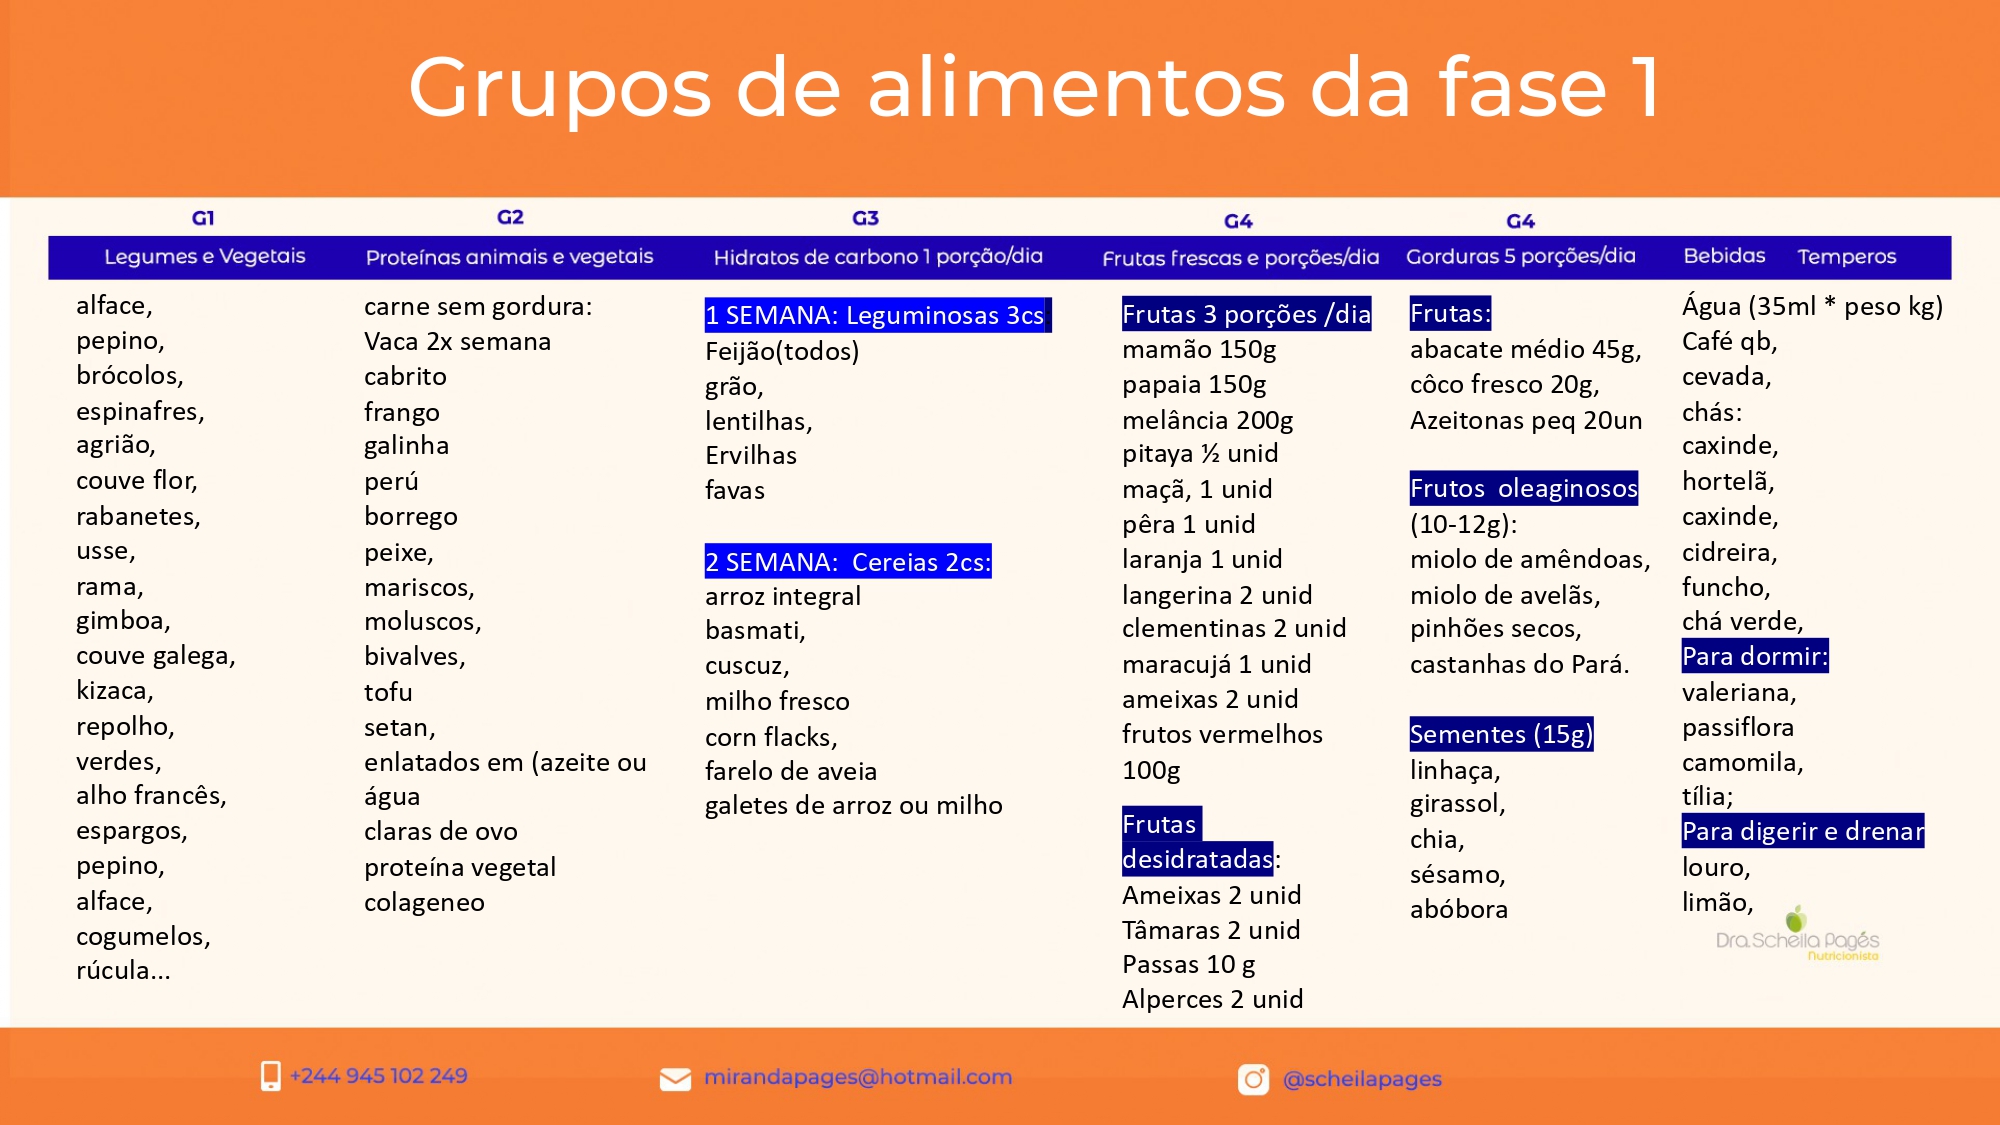 Grupos de alimentos da fase 1
G1
Legumes e Vegetais
alface,
pepino,
brócolos,
espinafres,
agrião,
couve flor,
rabanetes,
usse,
rama,
gimboa,
couve galega,
kizaca,
repolho,
verdes,
alho francês,
espargos,
pepino,
alface,
cogumelos,
rúcula...
G2
Proteínas animais e vegetais
carne sem gordura:
Vaca 2x semana
cabrito
frango
galinha
perú
borrego
peixe,
mariscos,
moluscos,
bivalves,
tofu
setan,
enlatados em (azeite ou
água
claras de ovo
proteína vegetal
colageneo
G3
Hidratos de carbono 1 porção/dia
1 SEMANA: Leguminosas 3cs
Feijão(todos)
grão,
lentilhas,
Ervilhas
favas
2 SEMANA:  Cereias 2cs:
arroz integral
basmati,
cuscuz,
milho fresco
corn flacks,
farelo de aveia
galetes de arroz ou milho
G4
Frutas frescas e porções/dia
Frutas 3 porções /dia
mamão 150g
papaia 150g
melância 200g
pitaya ½ unid
maçã, 1 unid
pêra 1 unid
laranja 1 unid
langerina 2 unid
clementinas 2 unid
maracujá 1 unid
ameixas 2 unid
frutos vermelhos
100g
Frutas
desidratadas:
Ameixas 2 unid
Tâmaras 2 unid
Passas 10 g
Alperces 2 unid
G4
Gorduras 5 porções/dia
Frutas:
abacate médio 45g,
côco fresco 20g,
Azeitonas peq 20un
Frutos  oleaginosos
(10-12g):
miolo de amêndoas,
miolo de avelãs,
pinhões secos,
castanhas do Pará.
Sementes (15g)
linhaça,
girassol,
chia,
sésamo,
abóbora
Bebidas Temperos
Água (35ml * peso kg)
Café qb,
cevada,
chás:
caxinde,
hortelã,
caxinde,
cidreira,
funcho,
chá verde,
Para dormir:
valeriana,
passiflora
camomila,
tília;
Para digerir e drenar
louro,
limão,
Dra.Scheila Pagés
Nutricionista
+244 945 102 249
mirandapages@hotmail.com
@scheilapages